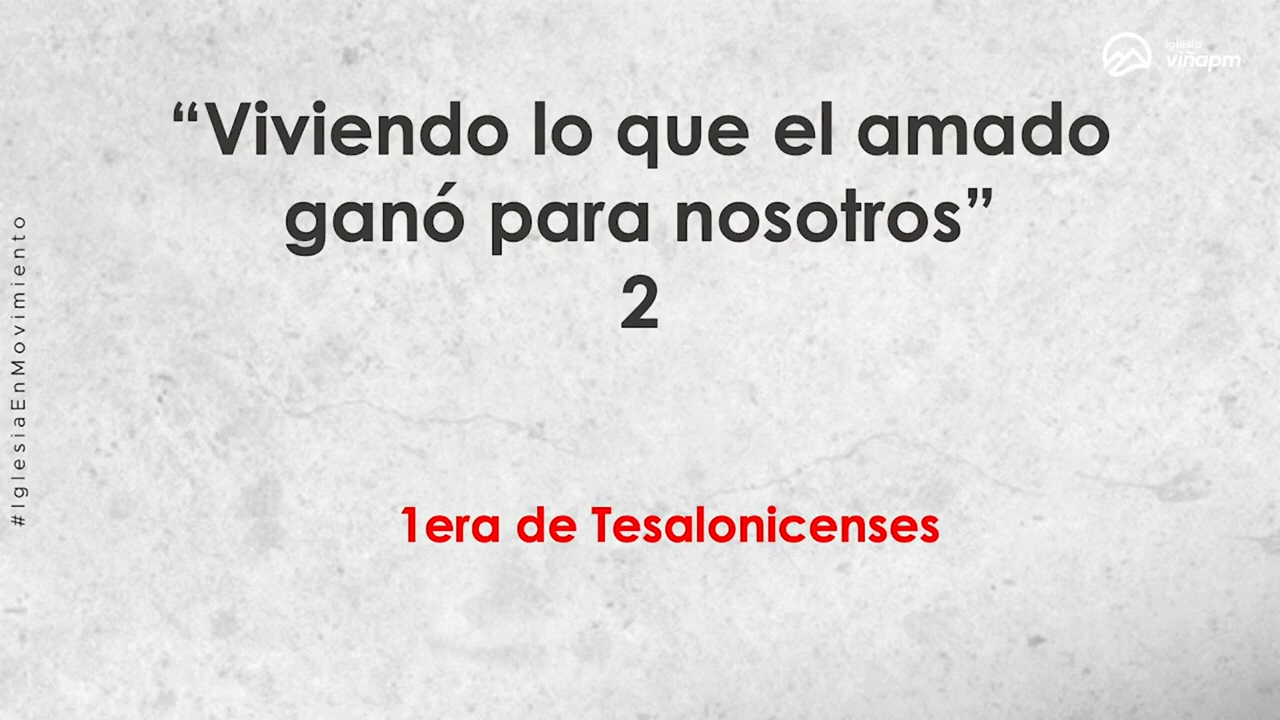 Iglesia
viñapm
“Viviendo lo que el amado
ganó para nosotros”
2
1era de Tesalonicenses
#IglesiaEnMovimiento